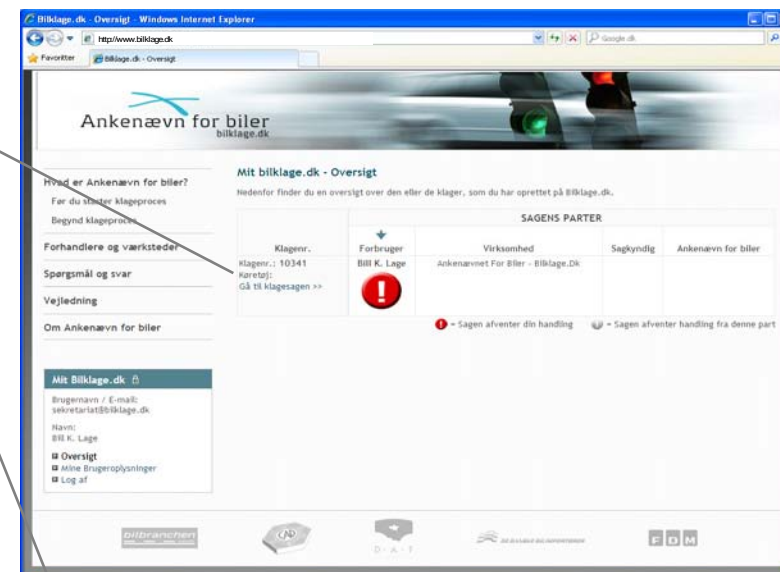 Bilklage.dk - Oversigt - Windows Internet Explorer
http://www.bilklage.dk
Google.dk
Favoritter
Bilklage.dk - Oversigt
Ankenævn for biler
bilklage.dk
Hvad er Ankenævn for biler?
Før du starter klageproces
Begynd klageproces
Forhandlere og værksteder
Spørgsmål og svar
Vejledning
Om Ankenævn for biler
Mit bilklage.dk - Oversigt
Nedenfor finder du en oversigt over den eller de klager, som du har oprettet på Bilklage.dk.
SAGENS PARTER
Klagenr. Forbruger Virksomhed Sagkyndig Ankenævn for biler
Klagenr.: 10341 Bill K. Lage Ankenævnet For Biler - Bilklage.Dk
Køretøj:
Gå til klagesagen >>
= Sagen afventer din handling = Sagen afventer handling fra denne part
Mit Bilklage.dk
Brugernavn / E-mail:
sekretariat@bilklage.dk
Navn:
Bill K. Lage
Oversigt
Mine Brugeroplysninger
Log af
bilbranchen
D·A·F
FDM